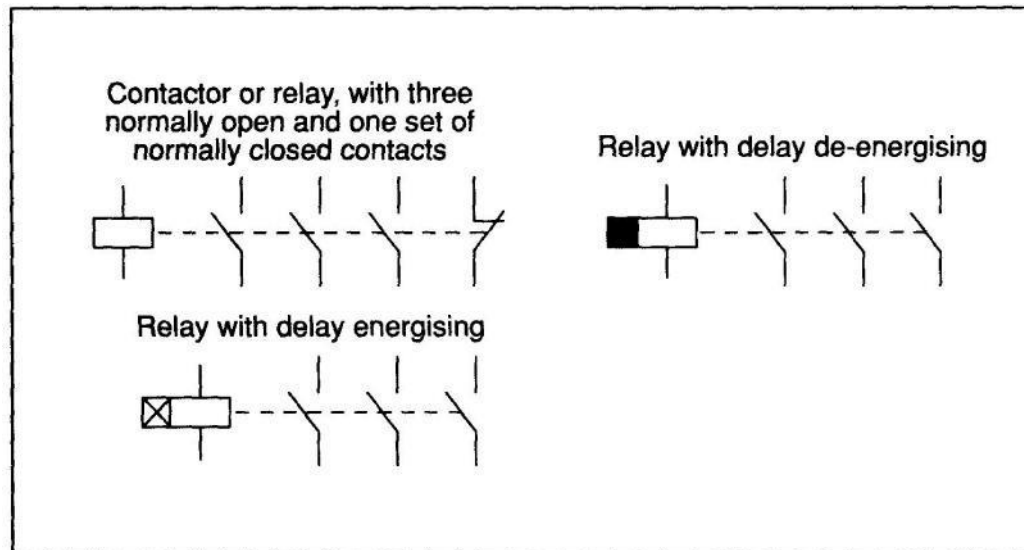 Contactor or relay, with three
normally open and one set of
normally closed contacts
Relay with delay de-energising
Relay with delay energising